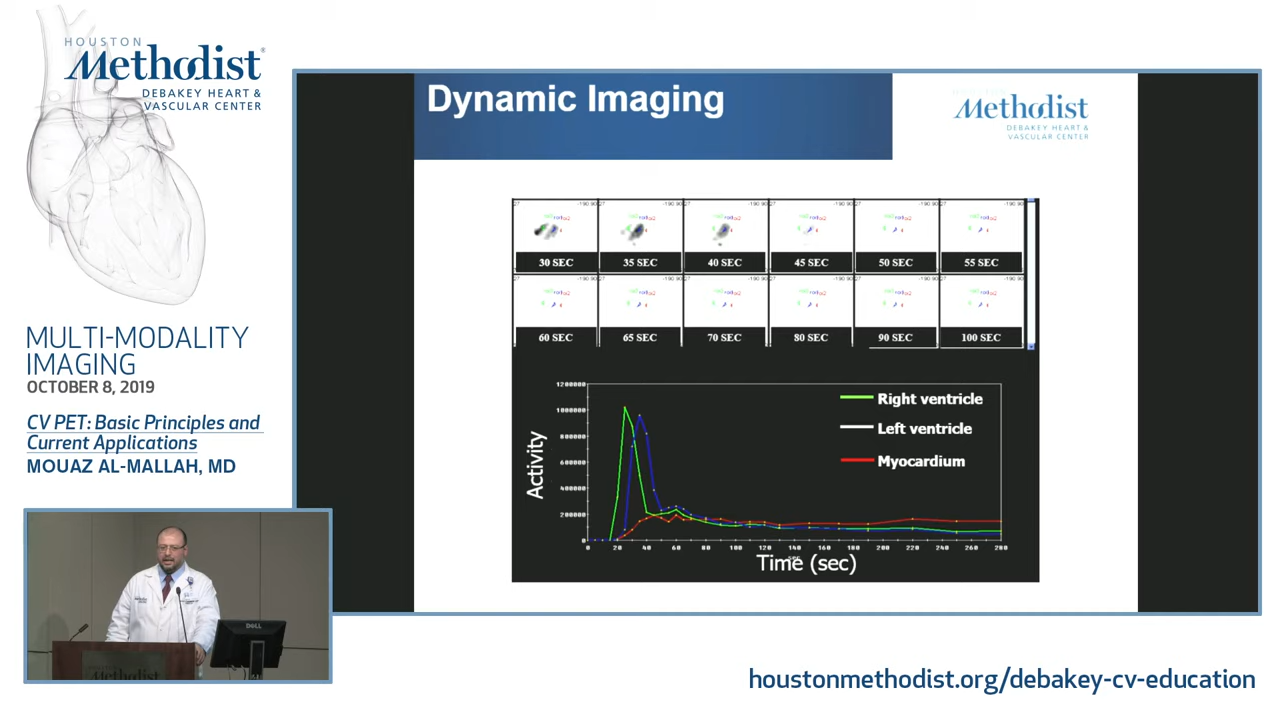 HOUSTON
Methodist®
DEBAKEY HEART &
VASCULAR CENTER
MULTI-MODALITY
IMAGING
OCTOBER 8, 2019
CV PET: Basic Principles and
Current Applications
MOUAZ AL-MALLAH, MD
Dynamic Imaging
HOUSTON
Methodist
DEBAKEY HEART &
VASCULAR CENTER
30 SEC 35 SEC 40 SEC 45 SEC 50 SEC 55 SEC
60 SEC 65 SEC 70 SEC 80 SEC 90 SEC 100 SEC
1200000
1000000
800000
600000
400000
200000
0
Activity
Right ventricle
Left ventricle
Myocardium
0 20 40 60 80 100 120 140 160 180 200 220 240 260 280
Time (sec)
DELL
Methodist
houstonmethodist.org/debakey-cv-education